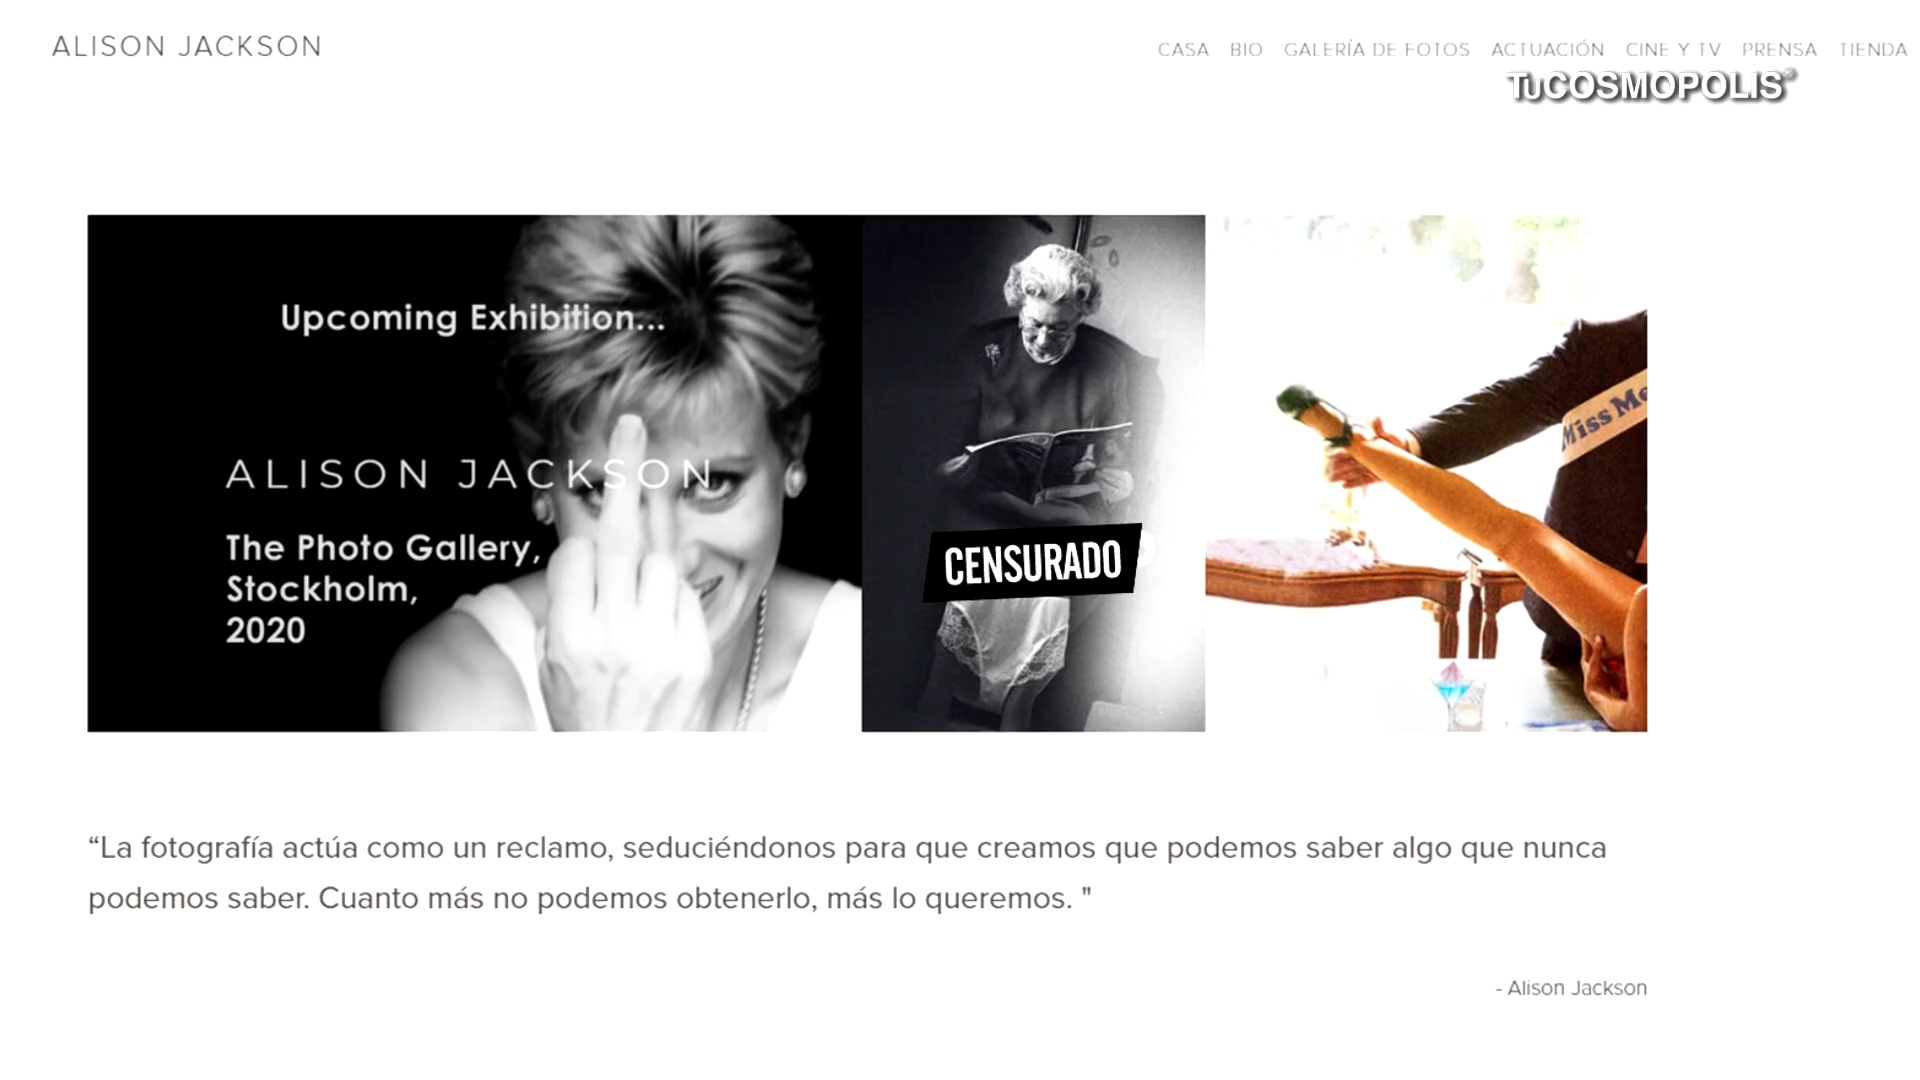 ALISON JACKSON
CASA BIO GALERÍA DE FOTOS ACTUACIÓN CINE Y TV PRENSA TIENDA
TUCOSMOPOLIS®
Upcoming Exhibition...
ALISON JACKSON
The Photo Gallery,
Stockholm,
2020
CENSURADO
Miss Me
“La fotografía actúa como un reclamo, seduciéndonos para que creamos que podemos saber algo que nunca
podemos saber. Cuanto más no podemos obtenerlo, más lo queremos. "
- Alison Jackson